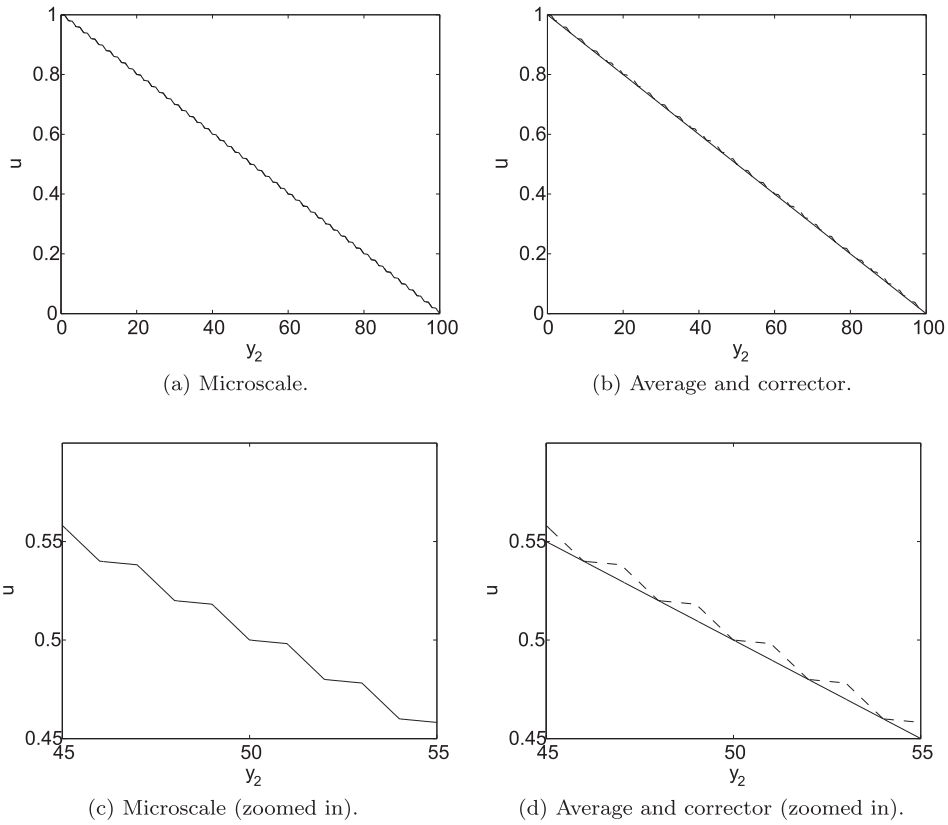 1
0.8
0.6
0.4
0.2
0
u
0 20 40 60 80 100
y2
(a) Microscale.
1
0.8
0.6
0.4
0.2
0
u
0 20 40 60 80 100
y2
(b) Average and corrector.
0.55
0.5
0.45
u
45 50 55
y2
(c) Microscale (zoomed in).
0.55
0.5
0.45
u
45 50 55
y2
(d) Average and corrector (zoomed in).